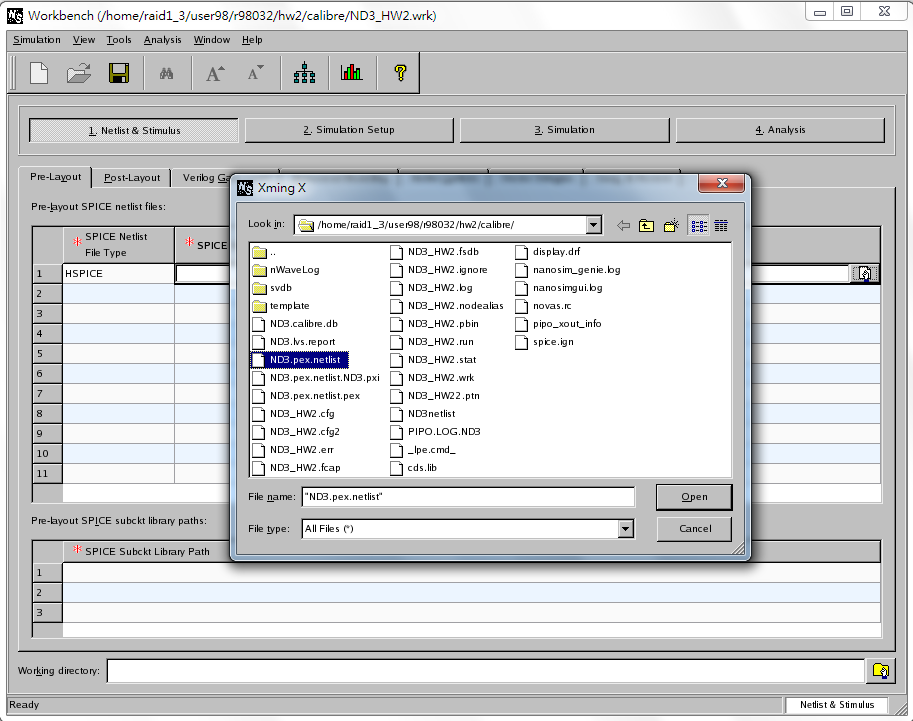 Workbench (/home/raid1_3/user98/r98032/hw2/calibre/ND3_HW2.wrk)
Simulation View Tools Analysis Window Help
1. Netlist & Stimulus 2. Simulation Setup 3. Simulation 4. Analysis
Pre-Layout Post-Layout Verilog Ga
Pre-layout SPICE netlist files:
* SPICE Netlist File Type * SPICE
1 HSPICE
2
3
4
5
6
7
8
9
10
11
Xming X
Look in: /home/raid1_3/user98/r98032/hw2/calibre/
..
nWaveLog
svdb
template
ND3.calibre.db
ND3.lvs.report
ND3.pex.netlist
ND3.pex.netlist.ND3.pxi
ND3.pex.netlist.pex
ND3_HW2.cfg
ND3_HW2.cfg2
ND3_HW2.err
ND3_HW2.fcap
ND3_HW2.fsdb
ND3_HW2.ignore
ND3_HW2.log
ND3_HW2.nodealias
ND3_HW2.pbin
ND3_HW2.run
ND3_HW2.stat
ND3_HW2.wrk
ND3_HW22.ptn
ND3netlist
PIPO.LOG.ND3
_lpe.cmd_
cds.lib
display.drf
nanosim_genie.log
nanosimgui.log
novas.rc
pipo_xout_info
spice.ign
File name: "ND3.pex.netlist" Open
File type: All Files (*) Cancel
Pre-layout SPICE subckt library paths:
* SPICE Subckt Library Path
1
2
3
Working directory:
Ready Netlist & Stimulus